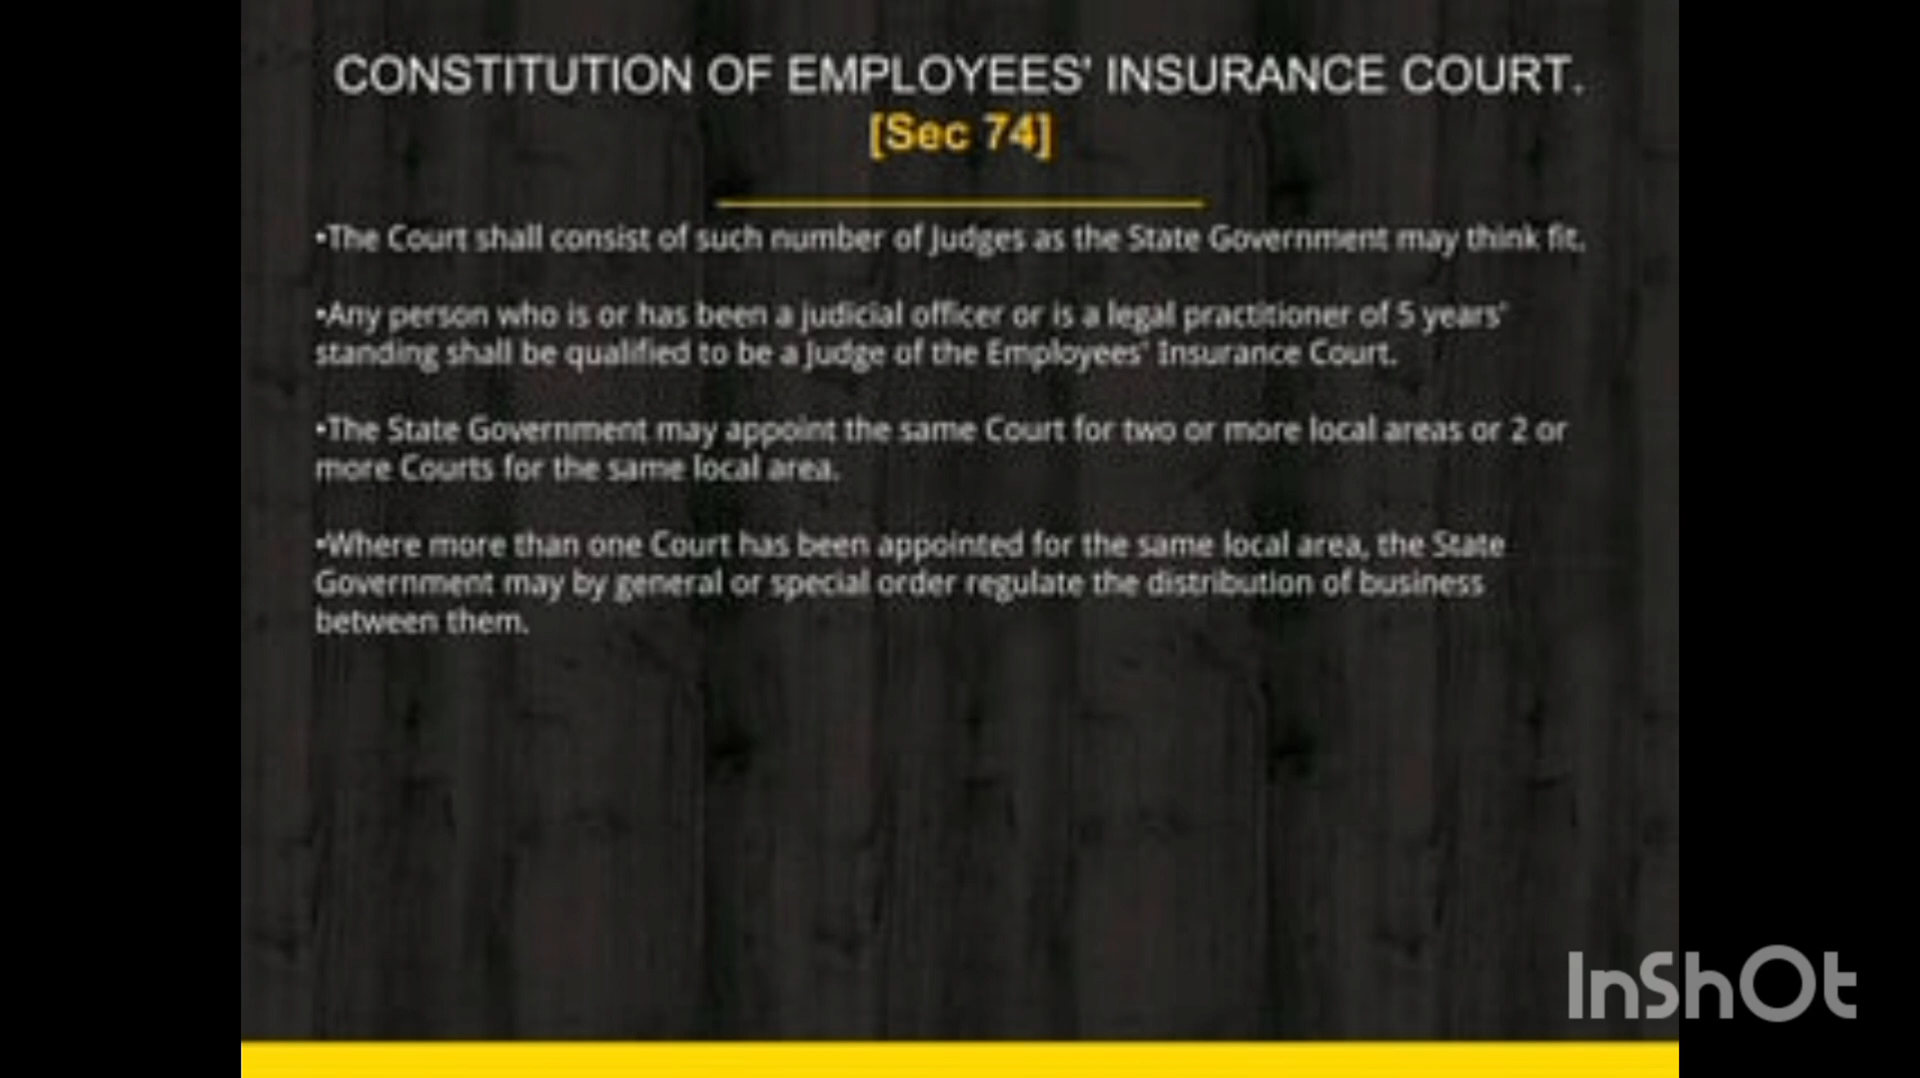 CONSTITUTION OF EMPLOYEES' INSURANCE COURT.
[Sec 74]
•The Court shall consist of such number of Judges as the State Government may think fit.
•Any person who is or has been a judicial officer or is a legal practitioner of 5 years'
standing shall be qualified to be a Judge of the Employees' Insurance Court.
•The State Government may appoint the same Court for two or more local areas or 2 or
more Courts for the same local area.
•Where more than one Court has been appointed for the same local area, the State
Government may by general or special order regulate the distribution of business
between them.
InShOt